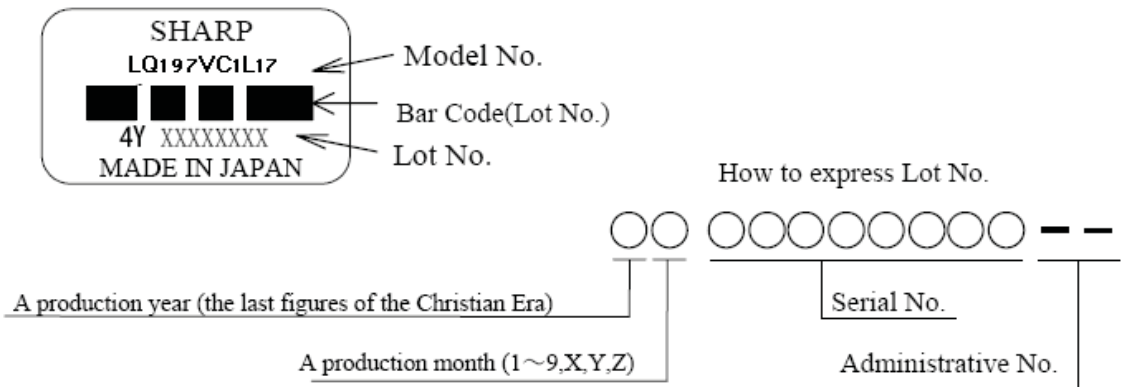 SHARP
LQ197VC1L17
Model No.
Bar Code(Lot No.)
4Y XXXXXXXX
Lot No.
MADE IN JAPAN
How to express Lot No.
A production year (the last figures of the Christian Era)
Serial No.
A production month (1～9,X,Y,Z)
Administrative No.